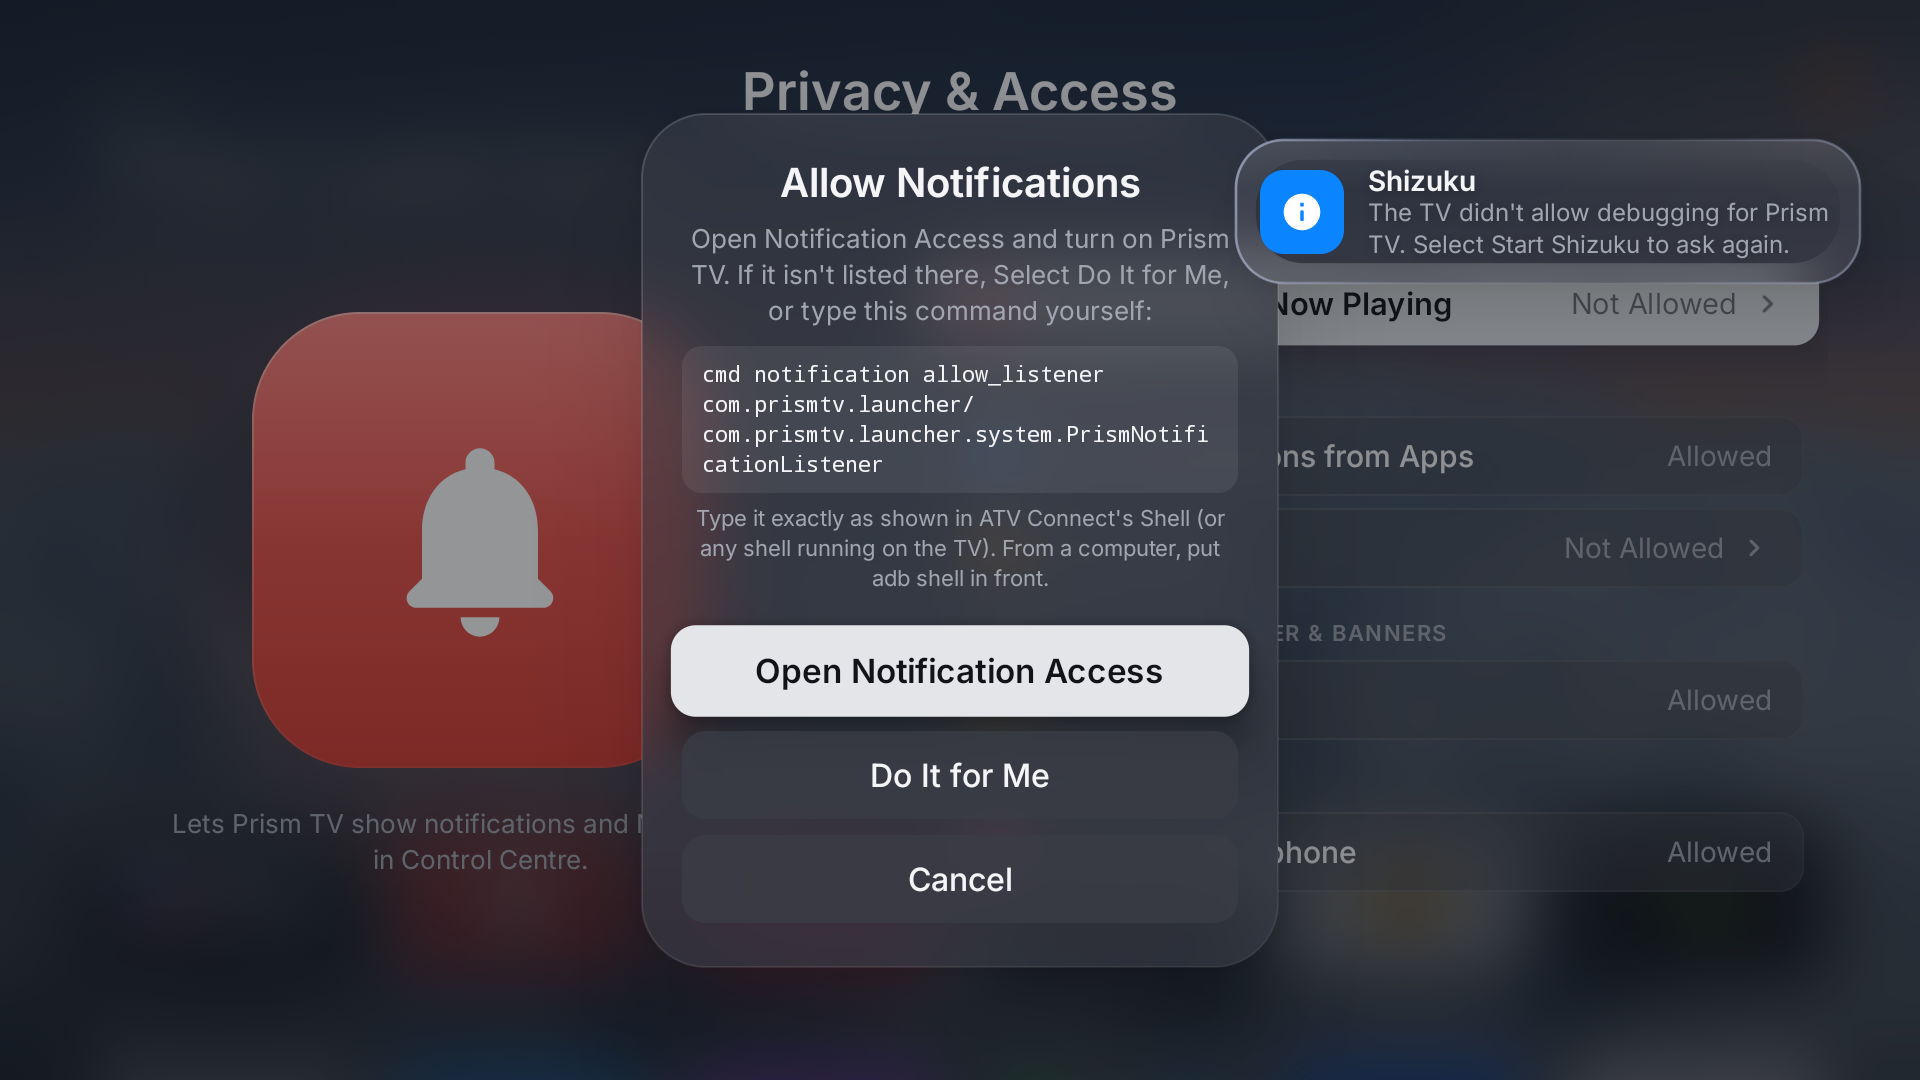 Privacy & Access
Allow Notifications
Open Notification Access and turn on Prism
TV. If it isn't listed there, Select Do It for Me,
or type this command yourself:
cmd notification allow_listener
com.prismtv.launcher/
com.prismtv.launcher.system.PrismNotifi
cationListener
Type it exactly as shown in ATV Connect's Shell (or
any shell running on the TV). From a computer, put
adb shell in front.
Open Notification Access
Do It for Me
Cancel
Shizuku
The TV didn't allow debugging for Prism
TV. Select Start Shizuku to ask again.
Now Playing Not Allowed
ons from Apps Allowed
Not Allowed
ER & BANNERS
Allowed
phone Allowed
Lets Prism TV show notifications and
in Control Centre.